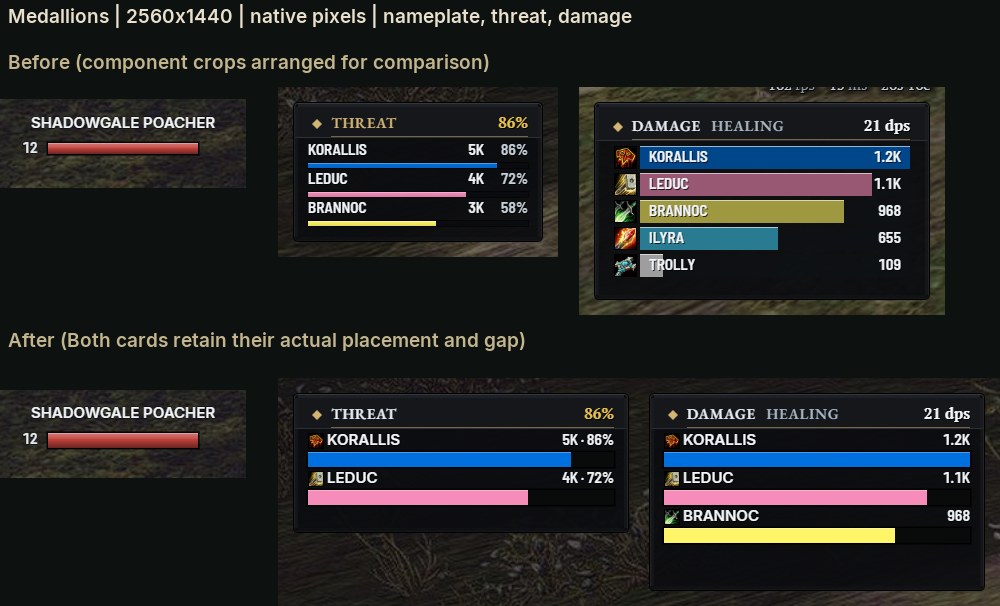 Medallions | 2560x1440 | native pixels | nameplate, threat, damage
Before (component crops arranged for comparison)
SHADOWGALE POACHER
12
THREAT 86%
KORALLIS 5K 86%
LEDUC 4K 72%
BRANNOC 3K 58%
DAMAGE HEALING 21 dps
KORALLIS 1.2K
LEDUC 1.1K
BRANNOC 968
ILYRA 655
TROLLY 109
After (Both cards retain their actual placement and gap)
SHADOWGALE POACHER
12
THREAT 86%
KORALLIS 5K · 86%
LEDUC 4K · 72%
DAMAGE HEALING 21 dps
KORALLIS 1.2K
LEDUC 1.1K
BRANNOC 968